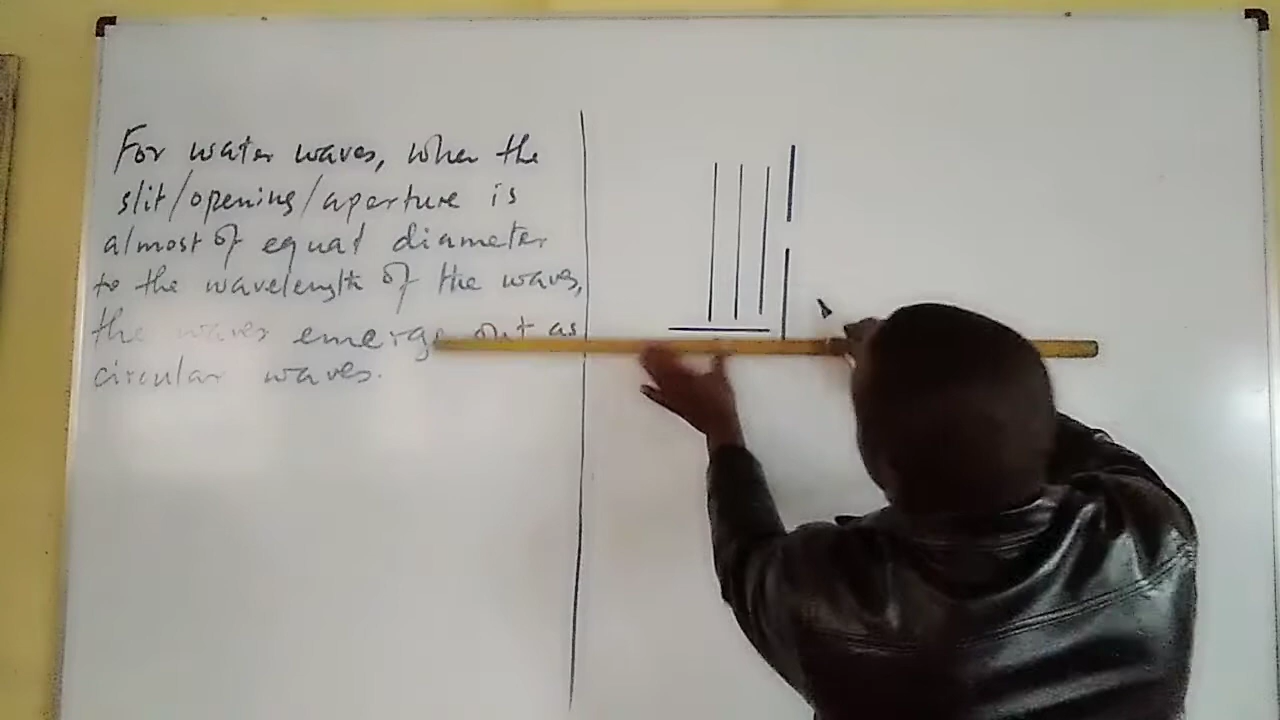 For water waves, when the
slit/opening/aperture is
almost of equal diameter
to the wavelength of the waves,
the waves emerge out as
circular waves.